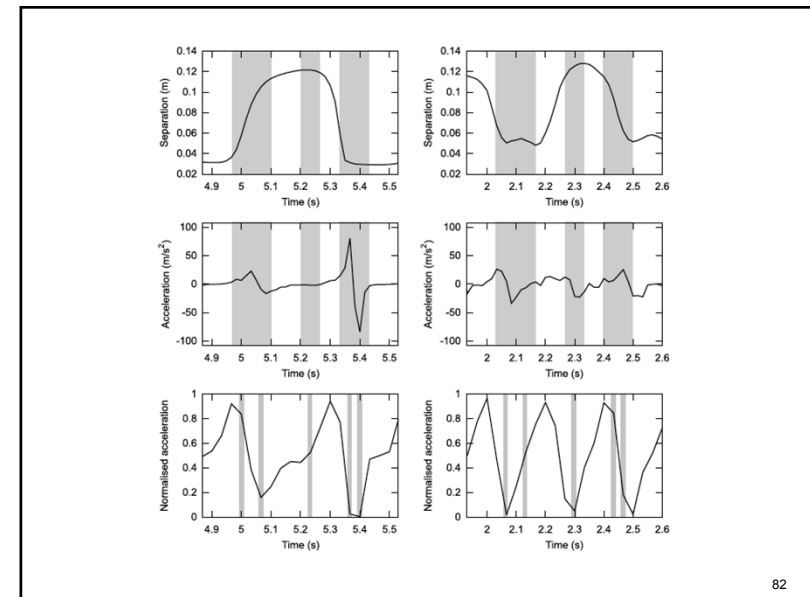 0.14
0.12
0.1
0.08
0.06
0.04
0.02
Separation (m)
4.9 5 5.1 5.2 5.3 5.4 5.5
Time (s)
0.14
0.12
0.1
0.08
0.06
0.04
0.02
Separation (m)
2 2.1 2.2 2.3 2.4 2.5 2.6
Time (s)
100
50
0
-50
-100
Acceleration (m/s²)
4.9 5 5.1 5.2 5.3 5.4 5.5
Time (s)
100
50
0
-50
-100
Acceleration (m/s²)
2 2.1 2.2 2.3 2.4 2.5 2.6
Time (s)
1
0.8
0.6
0.4
0.2
0
Normalised acceleration
4.9 5 5.1 5.2 5.3 5.4 5.5
Time (s)
1
0.8
0.6
0.4
0.2
0
Normalised acceleration
2 2.1 2.2 2.3 2.4 2.5 2.6
Time (s)
82